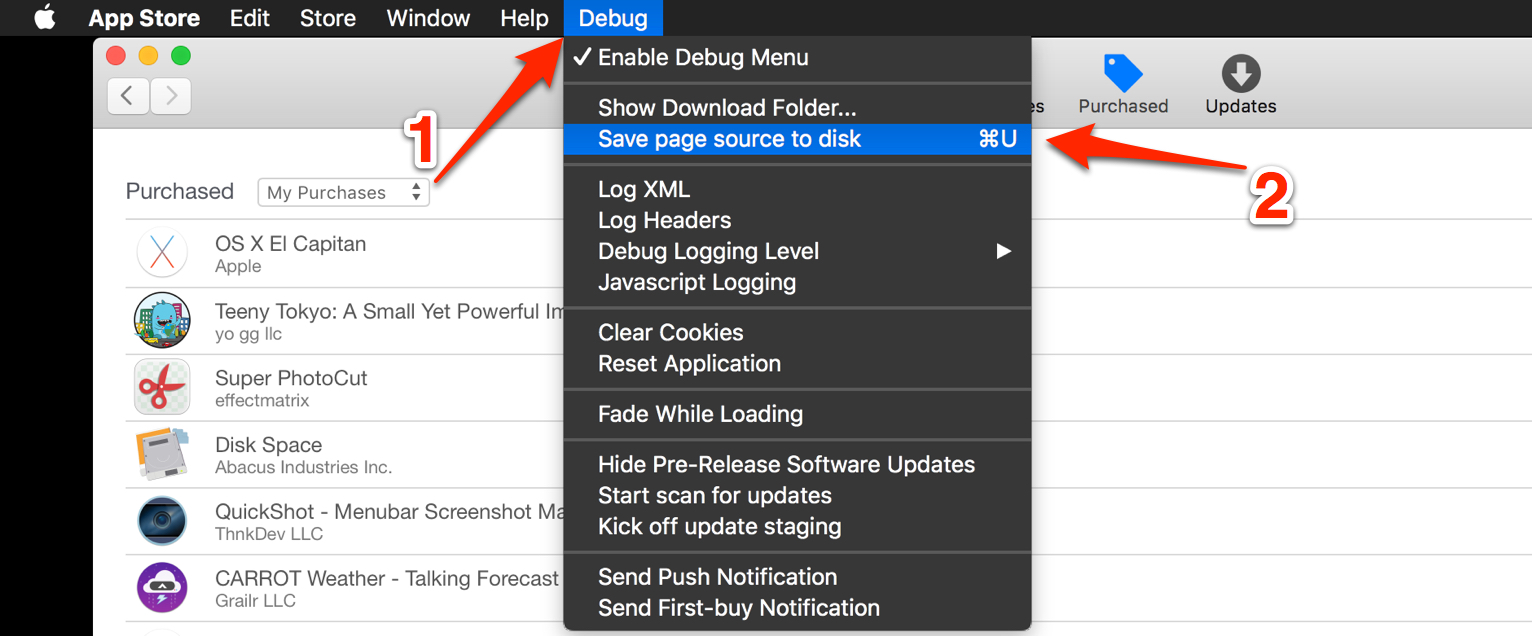 App Store Edit Store Window Help Debug
✓ Enable Debug Menu
Show Download Folder...
Save page source to disk ⌘U
Log XML
Log Headers
Debug Logging Level ▶
Javascript Logging
Clear Cookies
Reset Application
Fade While Loading
Hide Pre-Release Software Updates
Start scan for updates
Kick off update staging
Send Push Notification
Send First-buy Notification
Purchased
Updates
1
2
Purchased My Purchases
OS X El Capitan
Apple
Teeny Tokyo: A Small Yet Powerful
yo gg llc
Super PhotoCut
effectmatrix
Disk Space
Abacus Industries Inc.
QuickShot - Menubar Screenshot
ThnkDev LLC
CARROT Weather - Talking Forecast
Grailr LLC